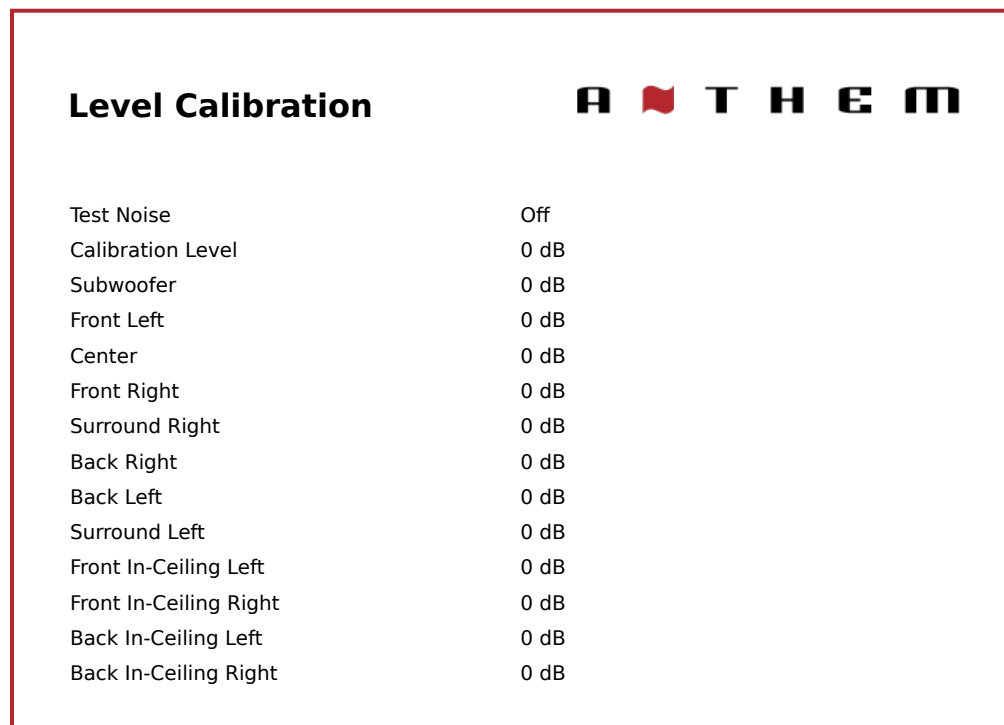 Level Calibration
ANTHEM
Test Noise Off
Calibration Level 0 dB
Subwoofer 0 dB
Front Left 0 dB
Center 0 dB
Front Right 0 dB
Surround Right 0 dB
Back Right 0 dB
Back Left 0 dB
Surround Left 0 dB
Front In-Ceiling Left 0 dB
Front In-Ceiling Right 0 dB
Back In-Ceiling Left 0 dB
Back In-Ceiling Right 0 dB